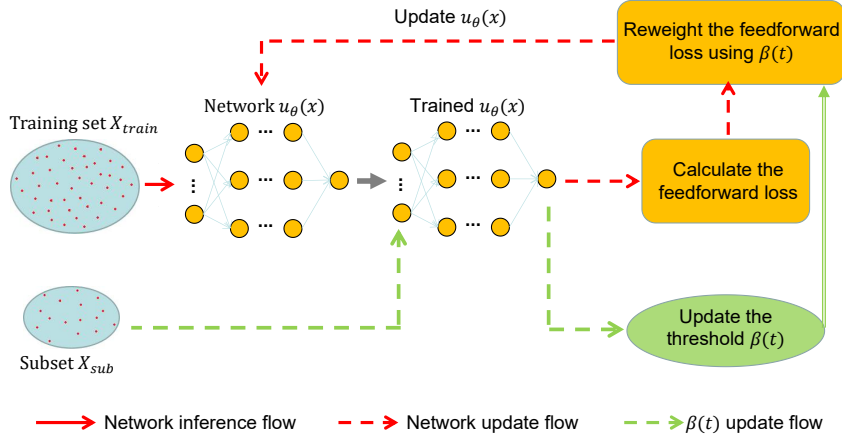 Update u_θ(x)
Reweight the feedforward
loss using β(t)
Network u_θ(x)
Trained u_θ(x)
Training set X_train
Calculate the
feedforward loss
Update the
threshold β(t)
Subset X_sub
Network inference flow
Network update flow
β(t) update flow